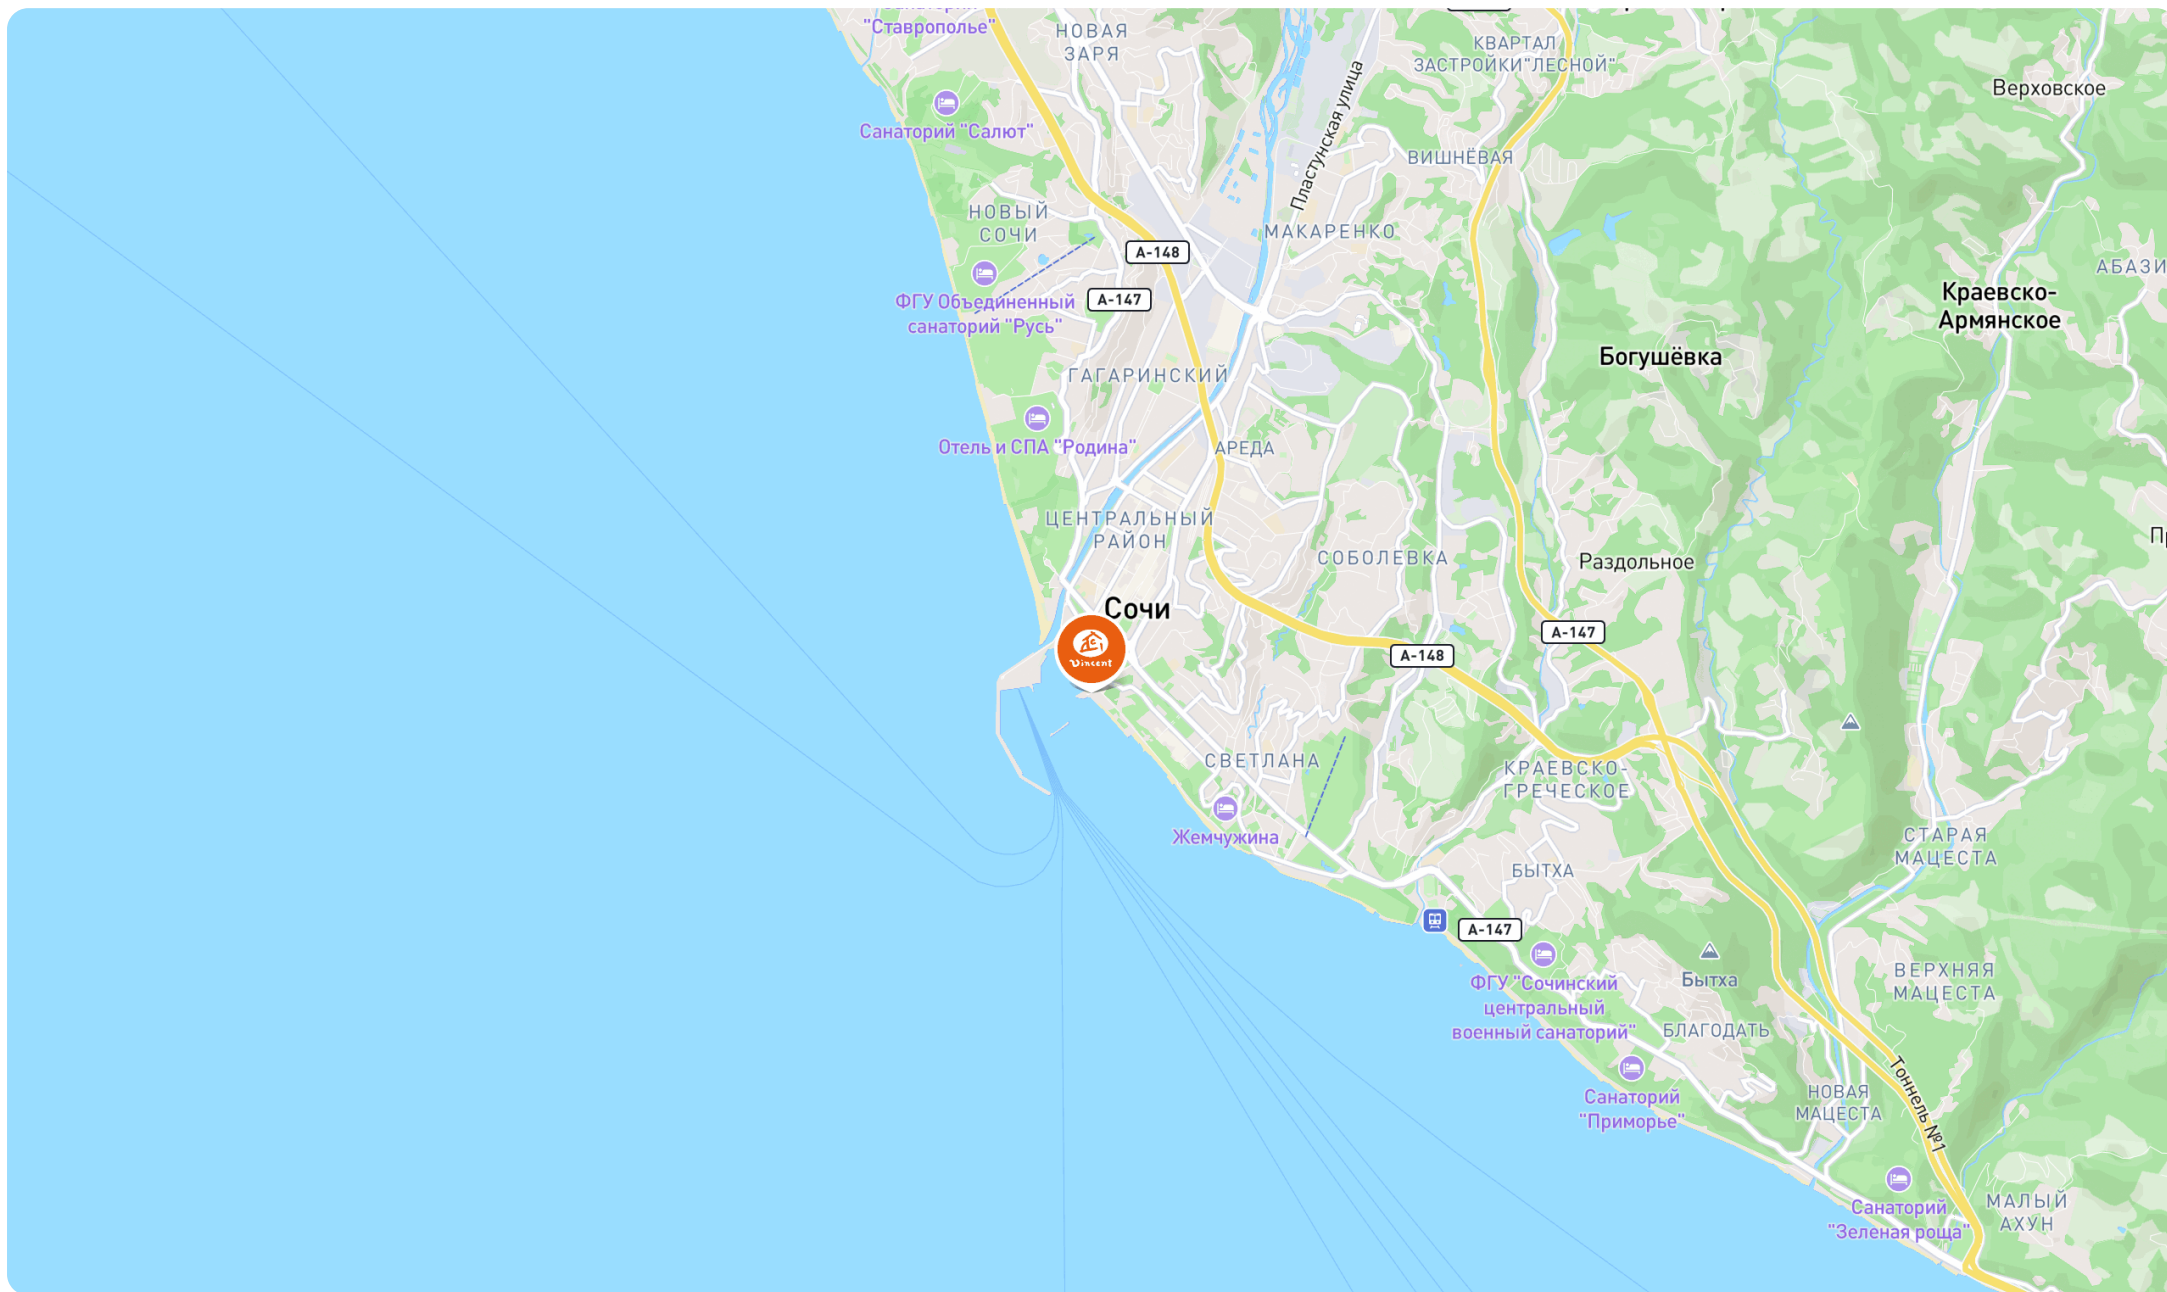 "Ставрополье"
НОВАЯ
ЗАРЯ
КВАРТАЛ
ЗАСТРОЙКИ"ЛЕСНОЙ"
Верховское
Санаторий "Салют"
Пластунская улица
ВИШНЁВАЯ
НОВЫЙ
СОЧИ
МАКАРЕНКО
А-148
АБАЗИ
ФГУ Объединенный
санаторий "Русь"
А-147
Краевско-
Армянское
Богушёвка
ГАГАРИНСКИЙ
Отель и СПА "Родина"
АРЕДА
ЦЕНТРАЛЬНЫЙ
РАЙОН
СОБОЛЕВКА
Раздольное
Сочи
Vincent
А-148
А-147
СВЕТЛАНА
КРАЕВСКО-
ГРЕЧЕСКОЕ
Жемчужина
СТАРАЯ
МАЦЕСТА
БЫТХА
А-147
Бытха
ФГУ "Сочинский
центральный
военный санаторий"
ВЕРХНЯЯ
МАЦЕСТА
БЛАГОДАТЬ
Санаторий
"Приморье"
НОВАЯ
МАЦЕСТА
Тоннель №1
Санаторий
"Зеленая роща"
МАЛЫЙ
АХУН